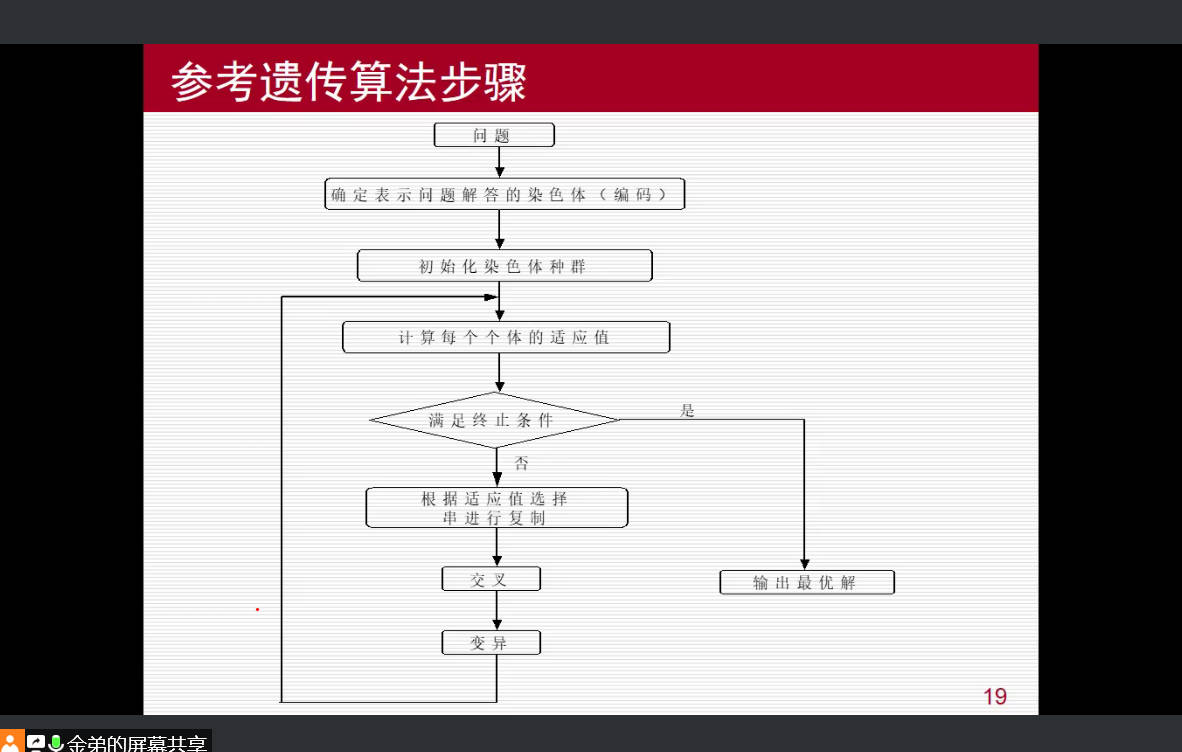 参考遗传算法步骤
问题
确定表示问题解答的染色体（编码）
初始化染色体种群
计算每个个体的适应值
满足终止条件
是
否
根据适应值选择
串进行复制
交叉
输出最优解
变异
19
金弟的屏幕共享